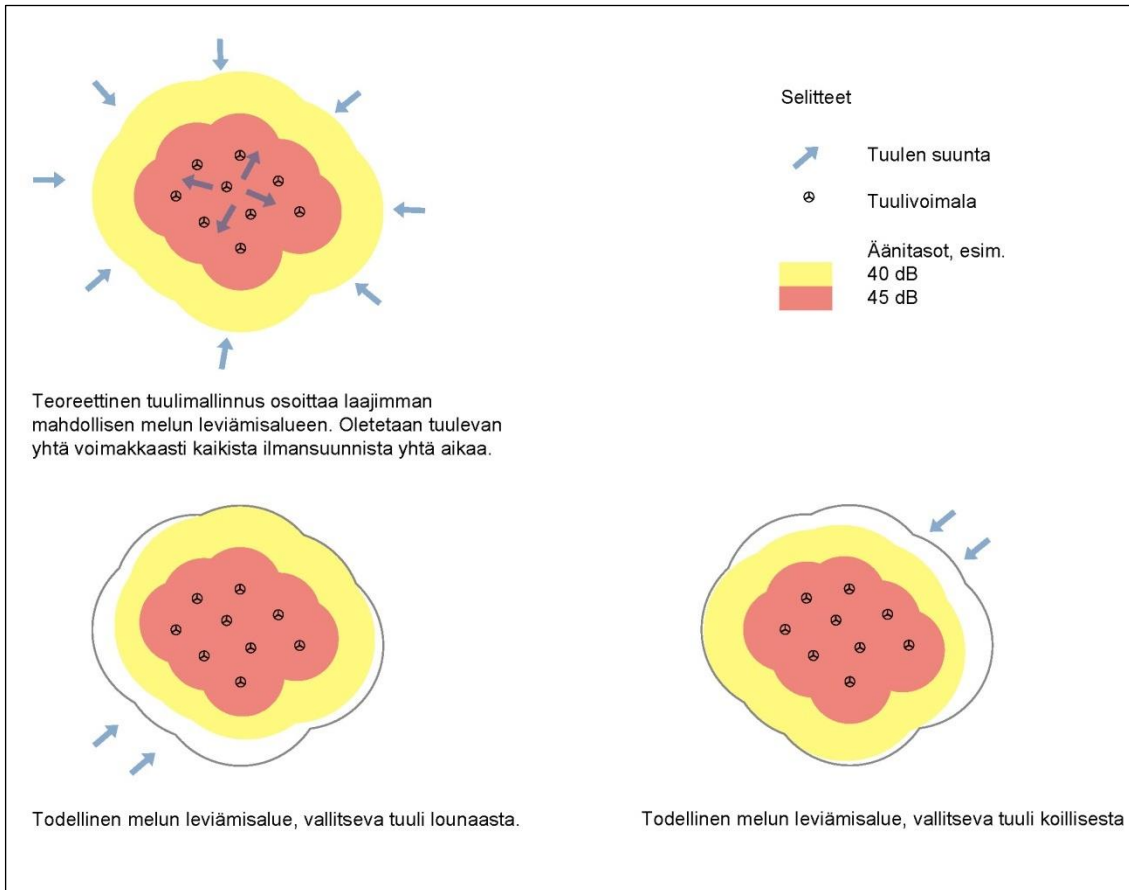 Selitteet
Tuulen suunta
Tuulivoimala
Äänitasot, esim.
40 dB
45 dB
Teoreettinen tuulimallinnus osoittaa laajimman
mahdollisen melun leviämisalueen. Oletetaan tuulevan
yhtä voimakkaasti kaikista ilmansuunnista yhtä aikaa.
Todellinen melun leviämisalue, vallitseva tuuli lounaasta.
Todellinen melun leviämisalue, vallitseva tuuli koillisesta